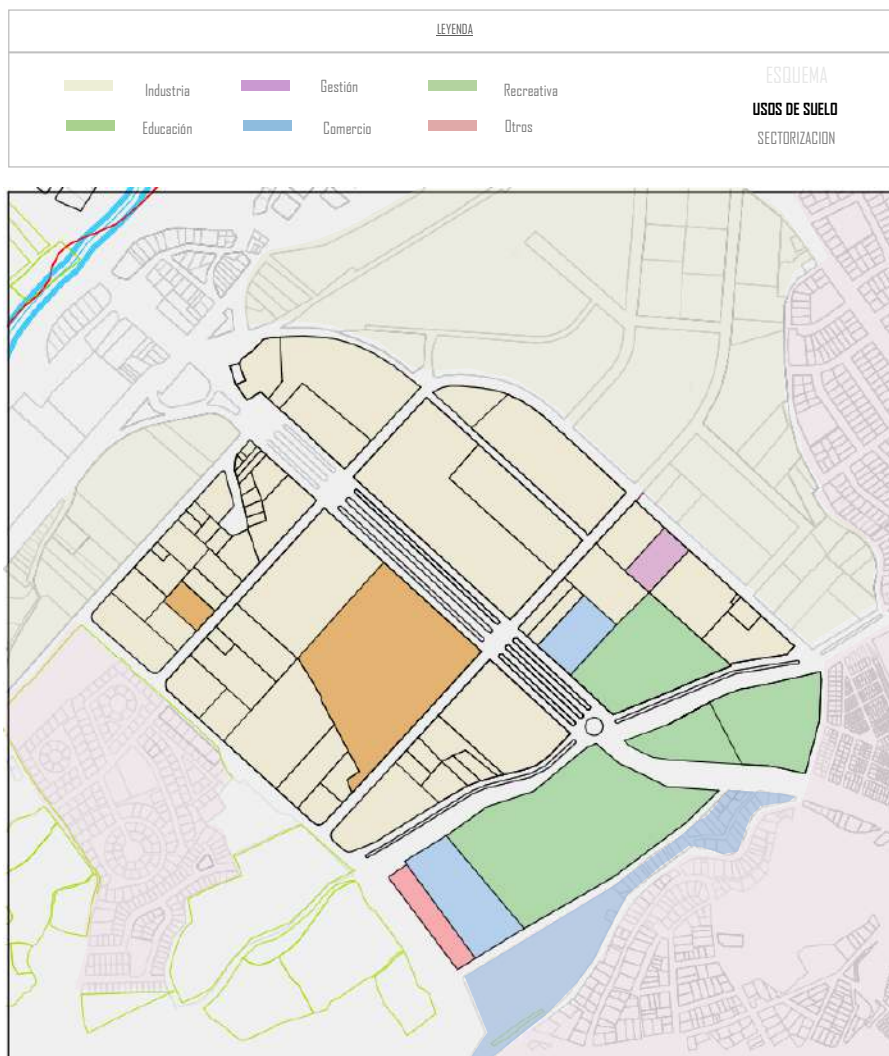 LEYENDA
Industria
Gestión
Recreativa
Educación
Comercio
Otros
ESQUEMA
USOS DE SUELO
SECTORIZACION